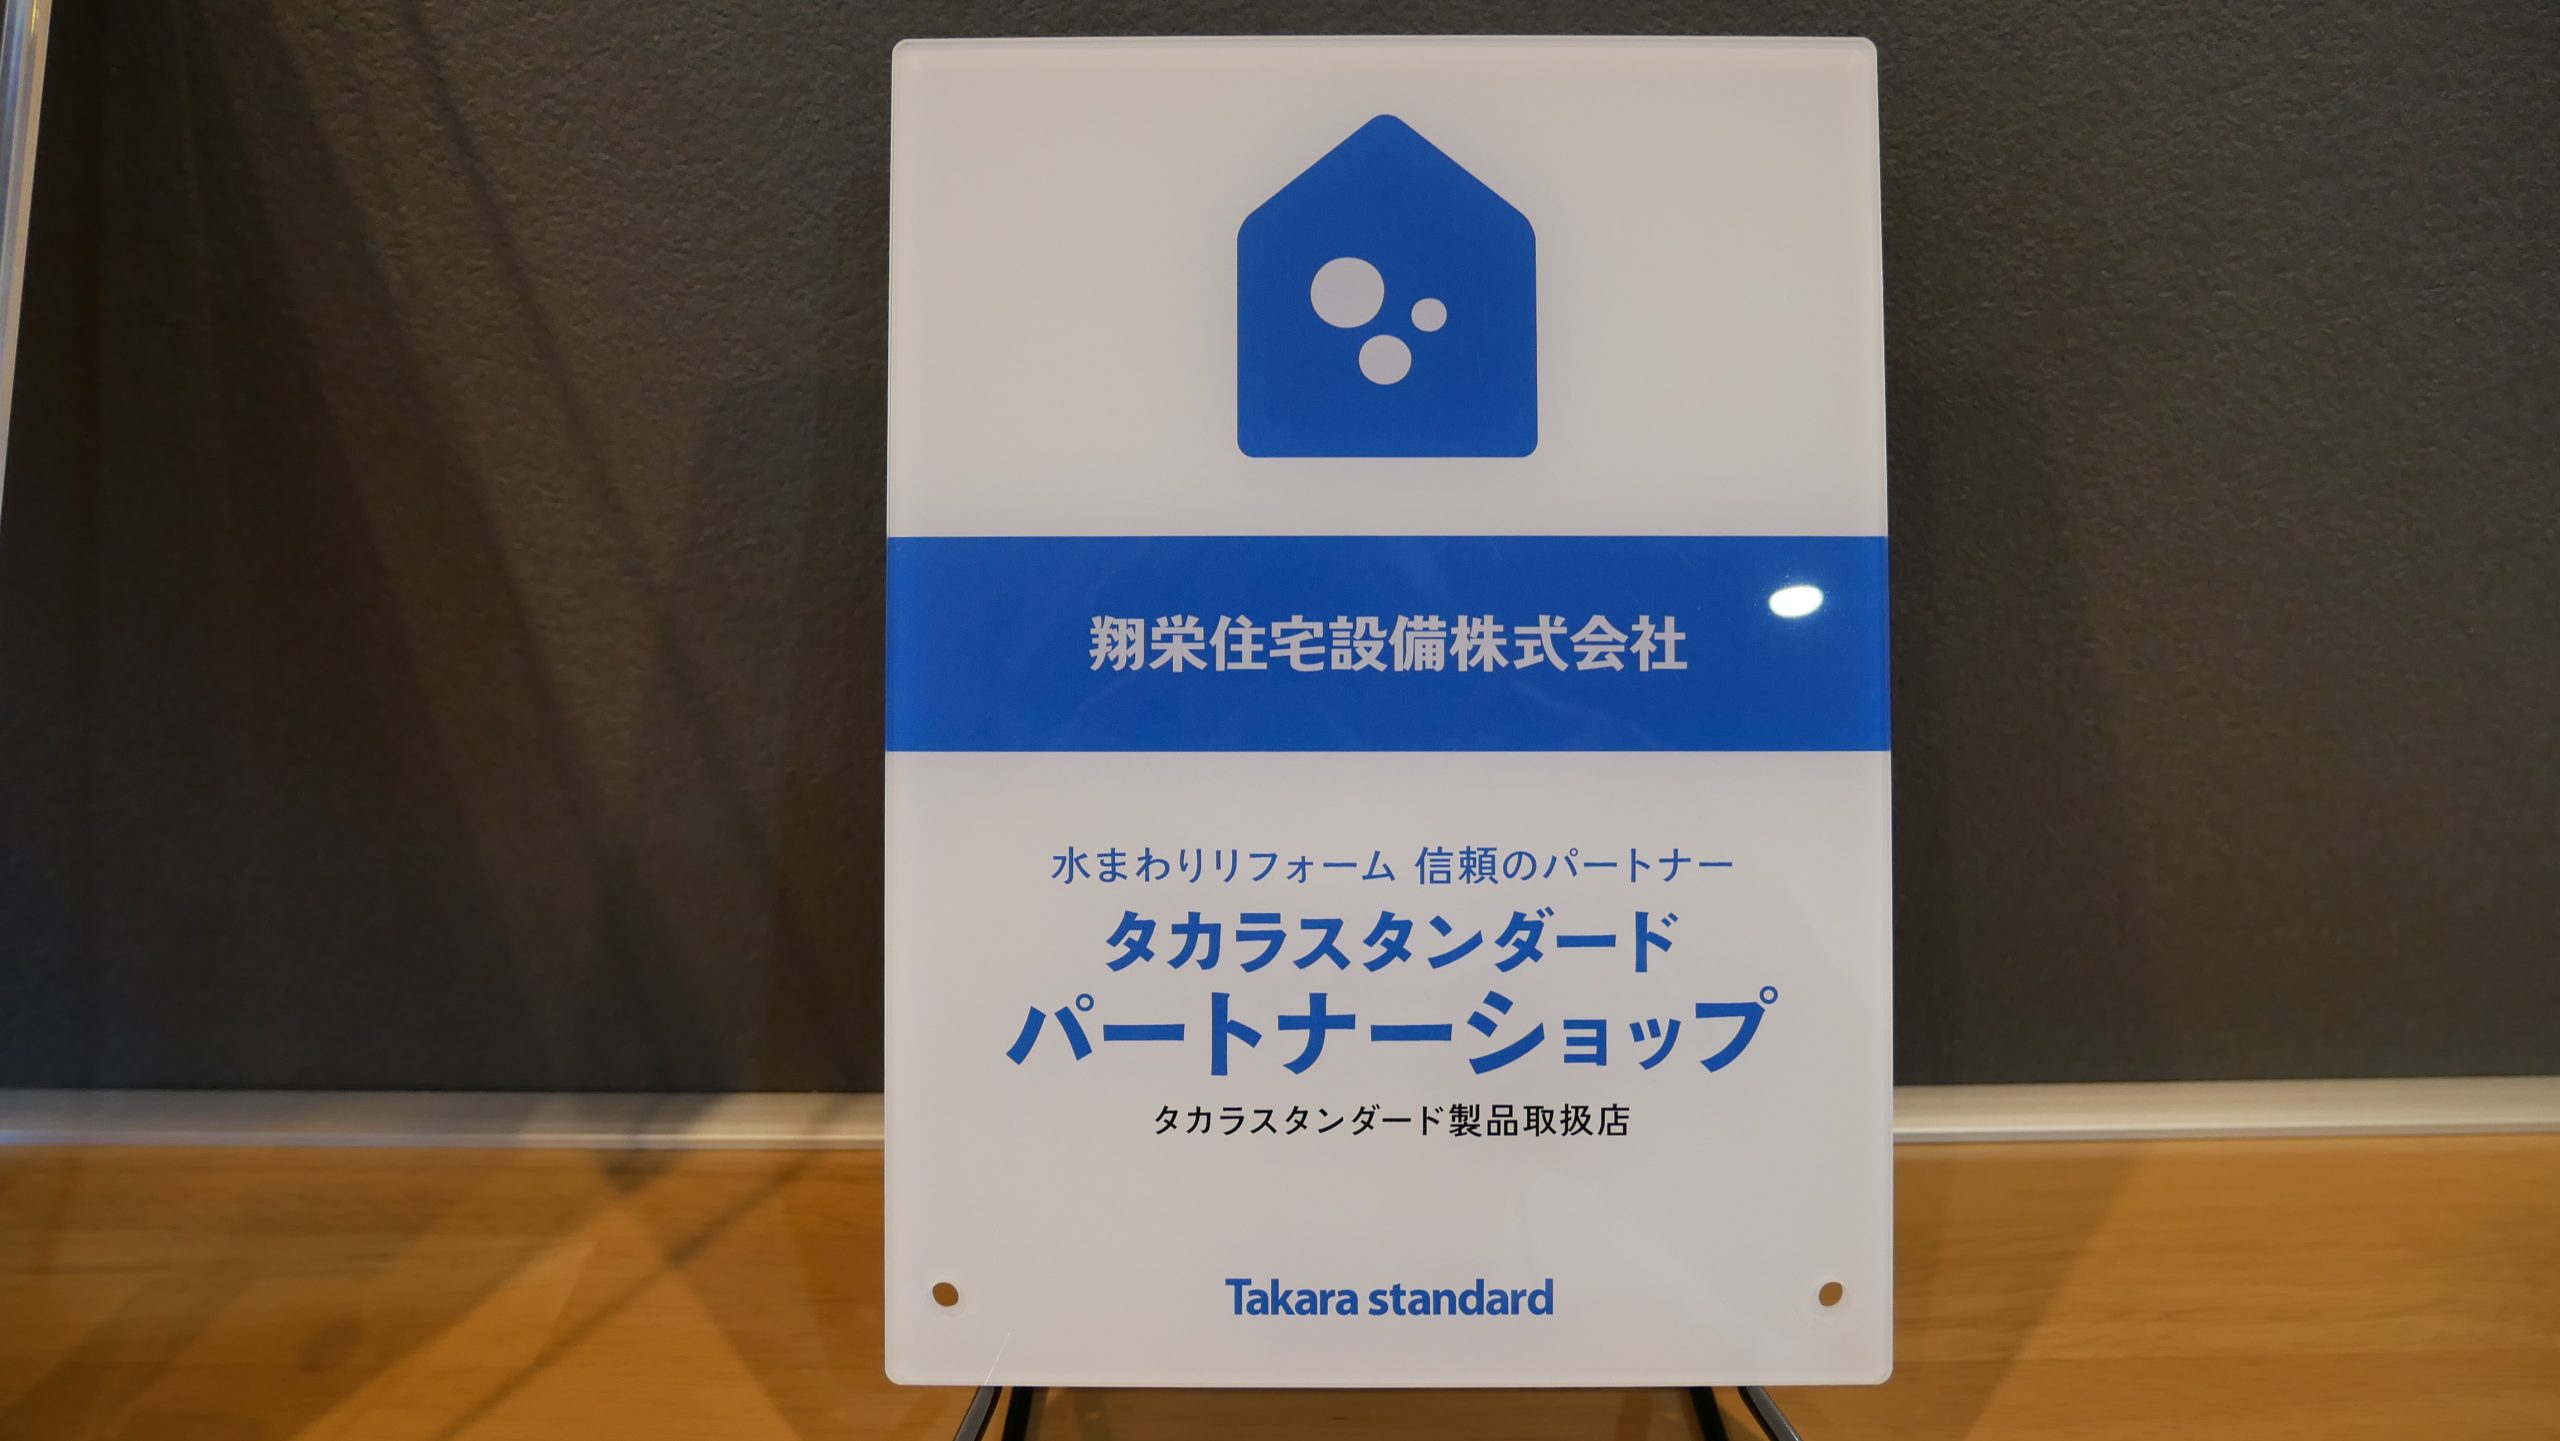 翔栄住宅設備株式会社
水まわりリフォーム 信頼のパートナー
タカラスタンダード
パートナーショップ
タカラスタンダード製品取扱店
Takara standard